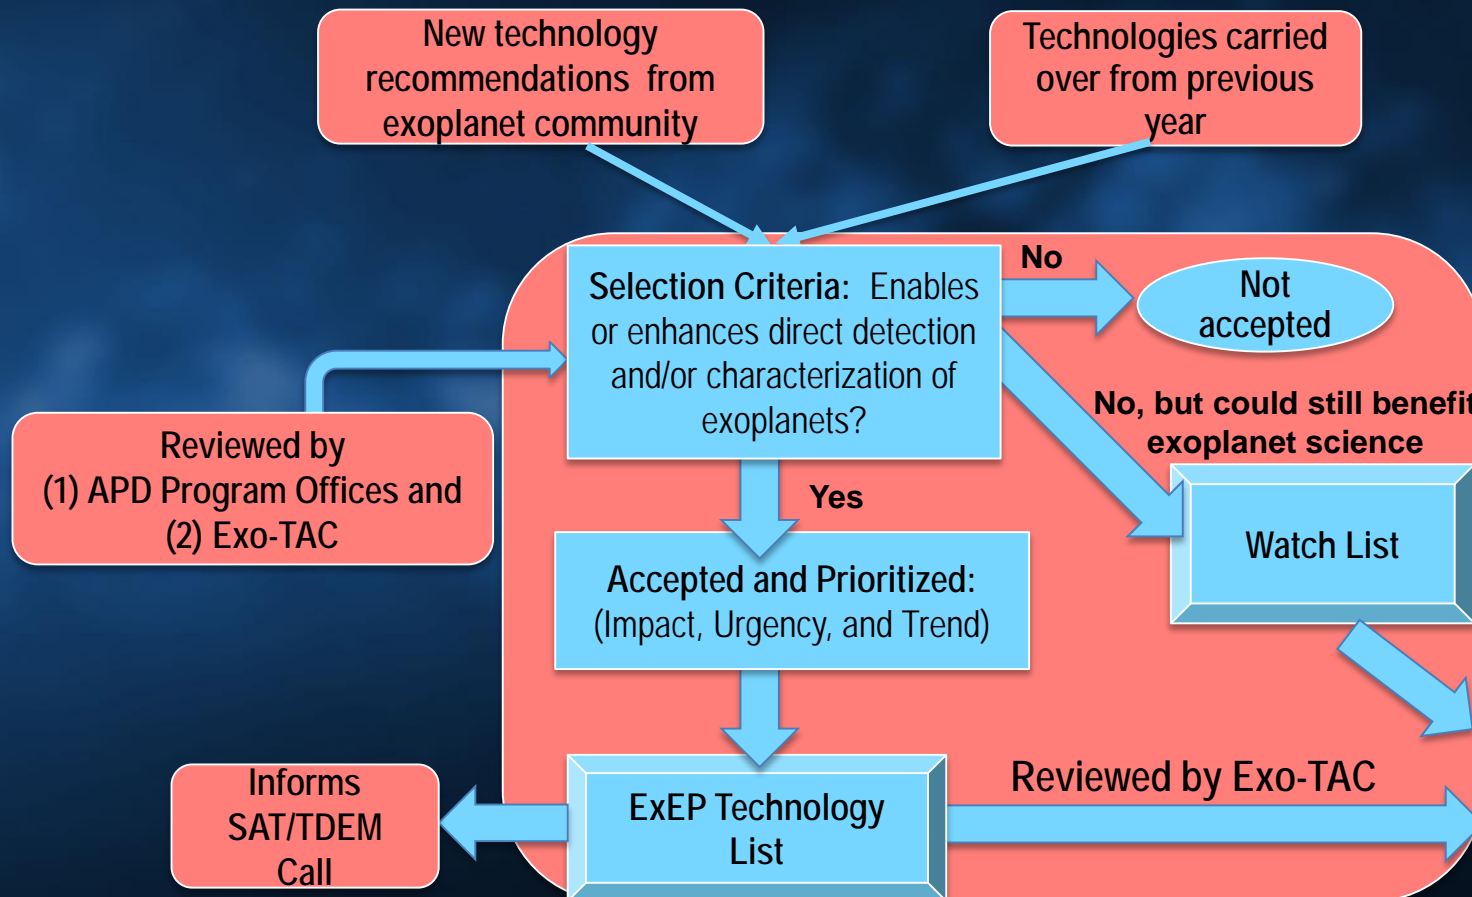 New technology
recommendations from
exoplanet community
Technologies carried
over from previous
year
Selection Criteria: Enables
or enhances direct detection
and/or characterization of
exoplanets?
No
Not
accepted
No, but could still benefit
exoplanet science
Reviewed by
(1) APD Program Offices and
(2) Exo-TAC
Yes
Watch List
Accepted and Prioritized:
(Impact, Urgency, and Trend)
Informs
SAT/TDEM
Call
ExEP Technology
List
Reviewed by Exo-TAC